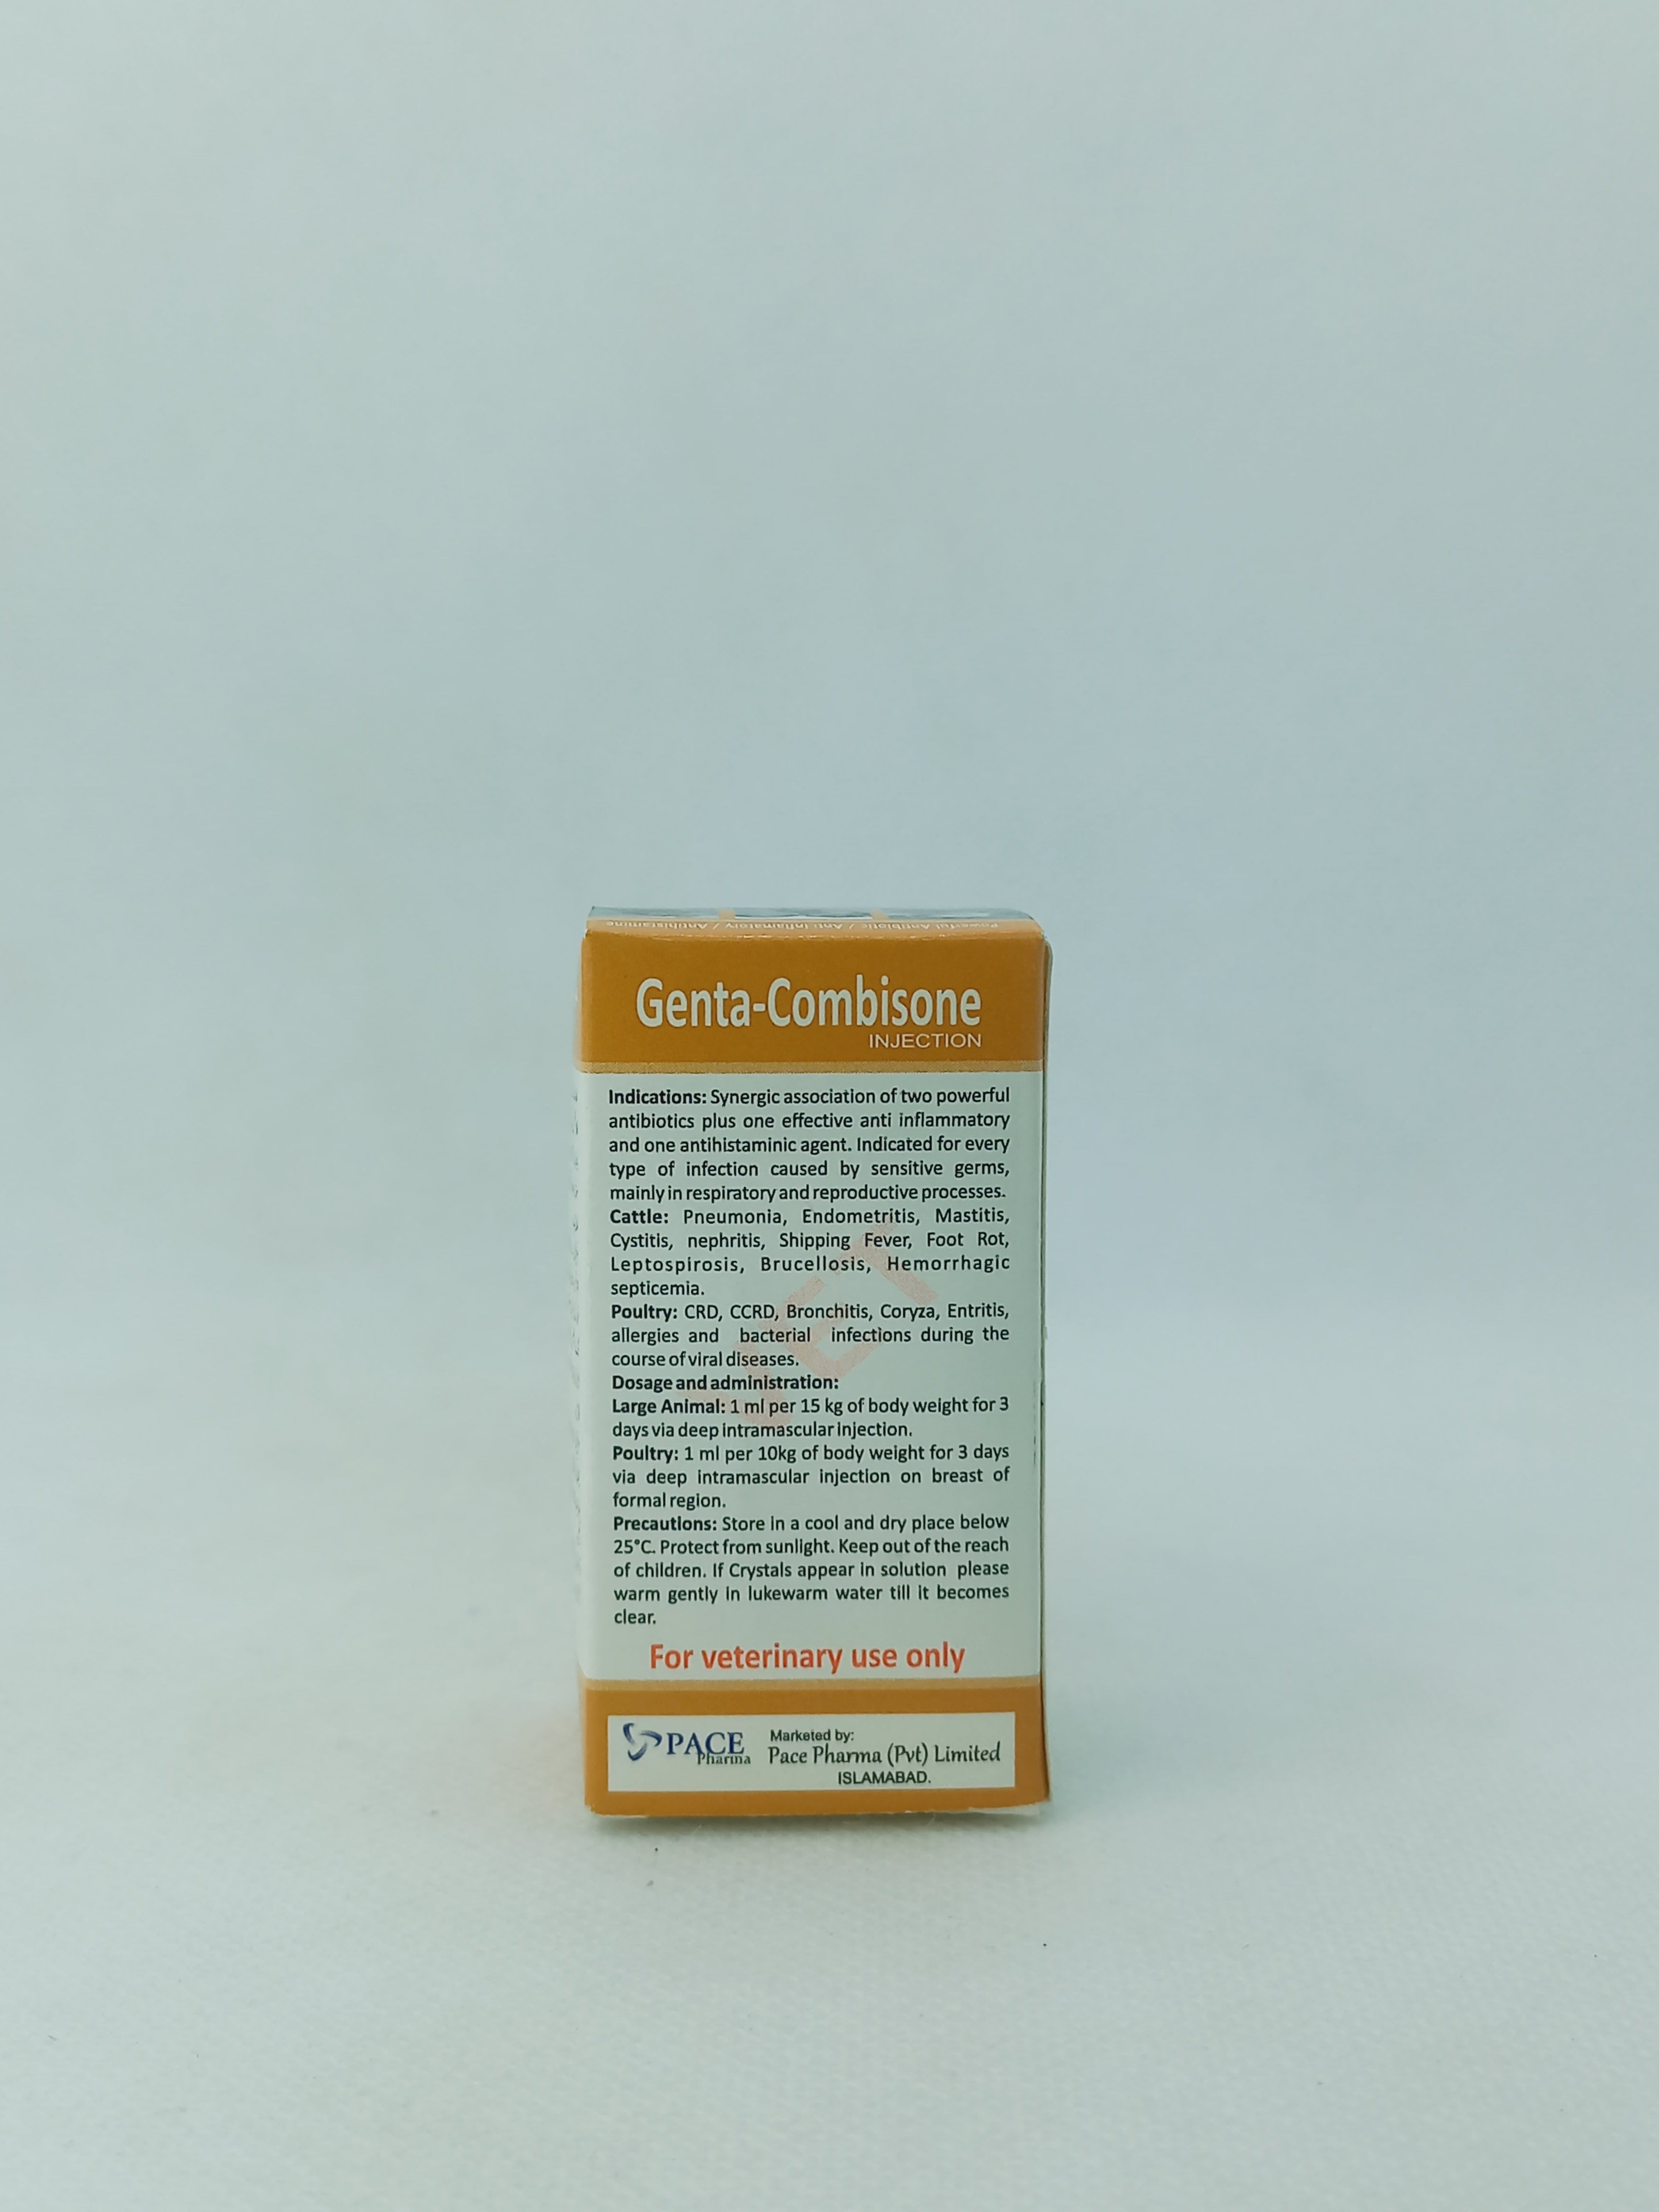 Powerful Antibiotic / Anti Inflamatory / Antihistamine
Genta-Combisone
INJECTION
Indications: Synergic association of two powerful
antibiotics plus one effective anti inflammatory
and one antihistaminic agent. Indicated for every
type of infection caused by sensitive germs,
mainly in respiratory and reproductive processes.
Cattle: Pneumonia, Endometritis, Mastitis,
Cystitis, nephritis, Shipping Fever, Foot Rot,
Leptospirosis, Brucellosis, Hemorrhagic
septicemia.
Poultry: CRD, CCRD, Bronchitis, Coryza, Entritis,
allergies and bacterial infections during the
course of viral diseases.
Dosage and administration:
Large Animal: 1 ml per 15 kg of body weight for 3
days via deep intramascular injection.
Poultry: 1 ml per 10kg of body weight for 3 days
via deep intramascular injection on breast of
formal region.
Precautions: Store in a cool and dry place below
25°C. Protect from sunlight. Keep out of the reach
of children. If Crystals appear in solution please
warm gently in lukewarm water till it becomes
clear.
VET
For veterinary use only
PACE
Pharma
Marketed by:
Pace Pharma (Pvt) Limited
ISLAMABAD.